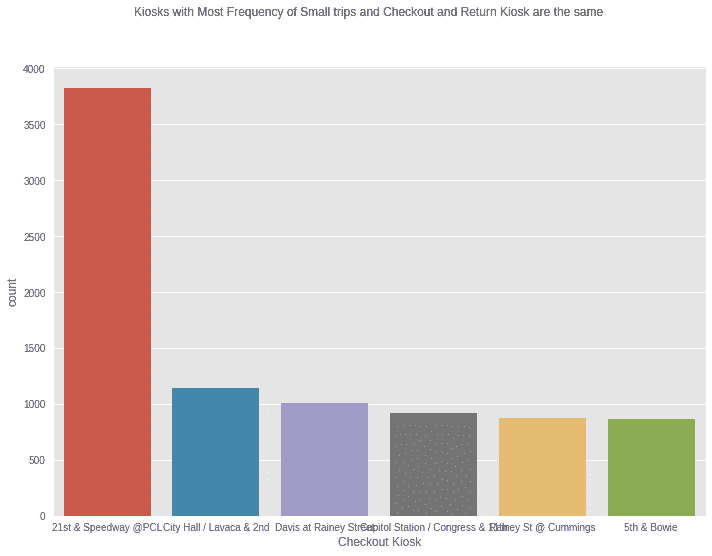 Kiosks with Most Frequency of Small trips and Checkout and Return Kiosk are the same
4000
3500
3000
2500
2000
1500
1000
500
0
count
21st & Speedway @PCL City Hall / Lavaca & 2nd Davis at Rainey Street Capitol Station / Congress & 11th Rainey St @ Cummings 5th & Bowie
Checkout Kiosk